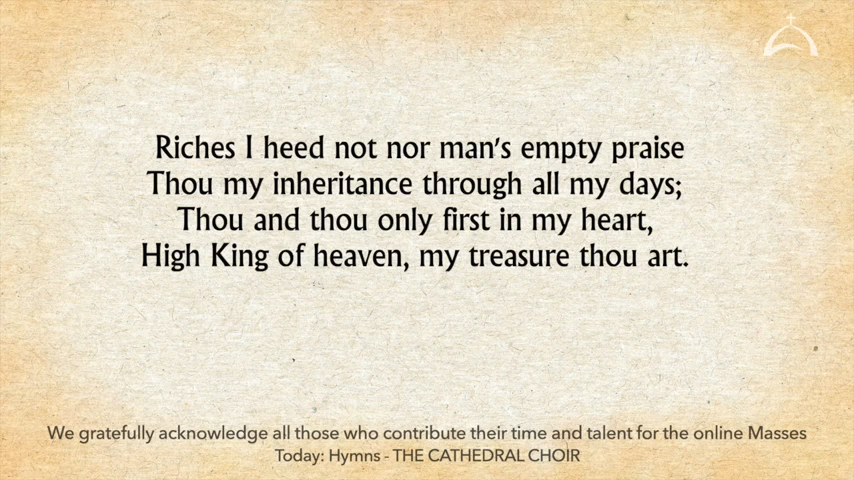 Riches I heed not nor man's empty praise
Thou my inheritance through all my days;
Thou and thou only first in my heart,
High King of heaven, my treasure thou art.
We gratefully acknowledge all those who contribute their time and talent for the online Masses
Today: Hymns - THE CATHEDRAL CHOIR